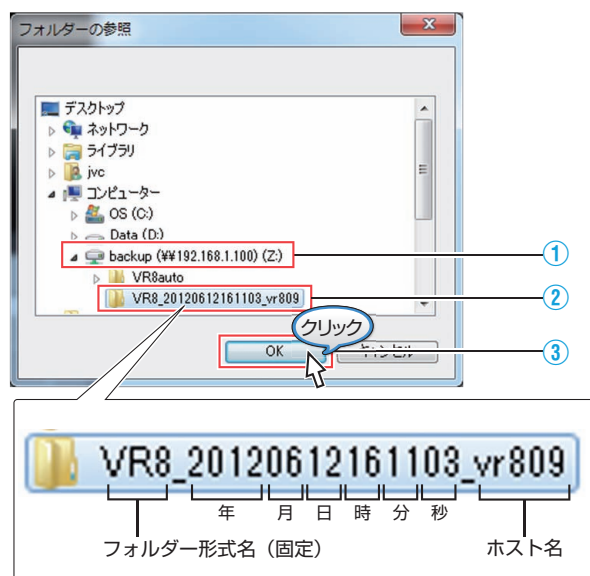 フォルダーの参照
デスクトップ
ネットワーク
ライブラリ
jvc
コンピューター
OS (C:)
Data (D:)
backup (¥¥192.168.1.100) (Z:)
①
VR8auto
VR8_20120612161103_vr809
②
クリック
OK
キャンセル
③
VR8_20120612161103_vr809
年 月 日 時 分 秒
フォルダー形式名（固定）
ホスト名